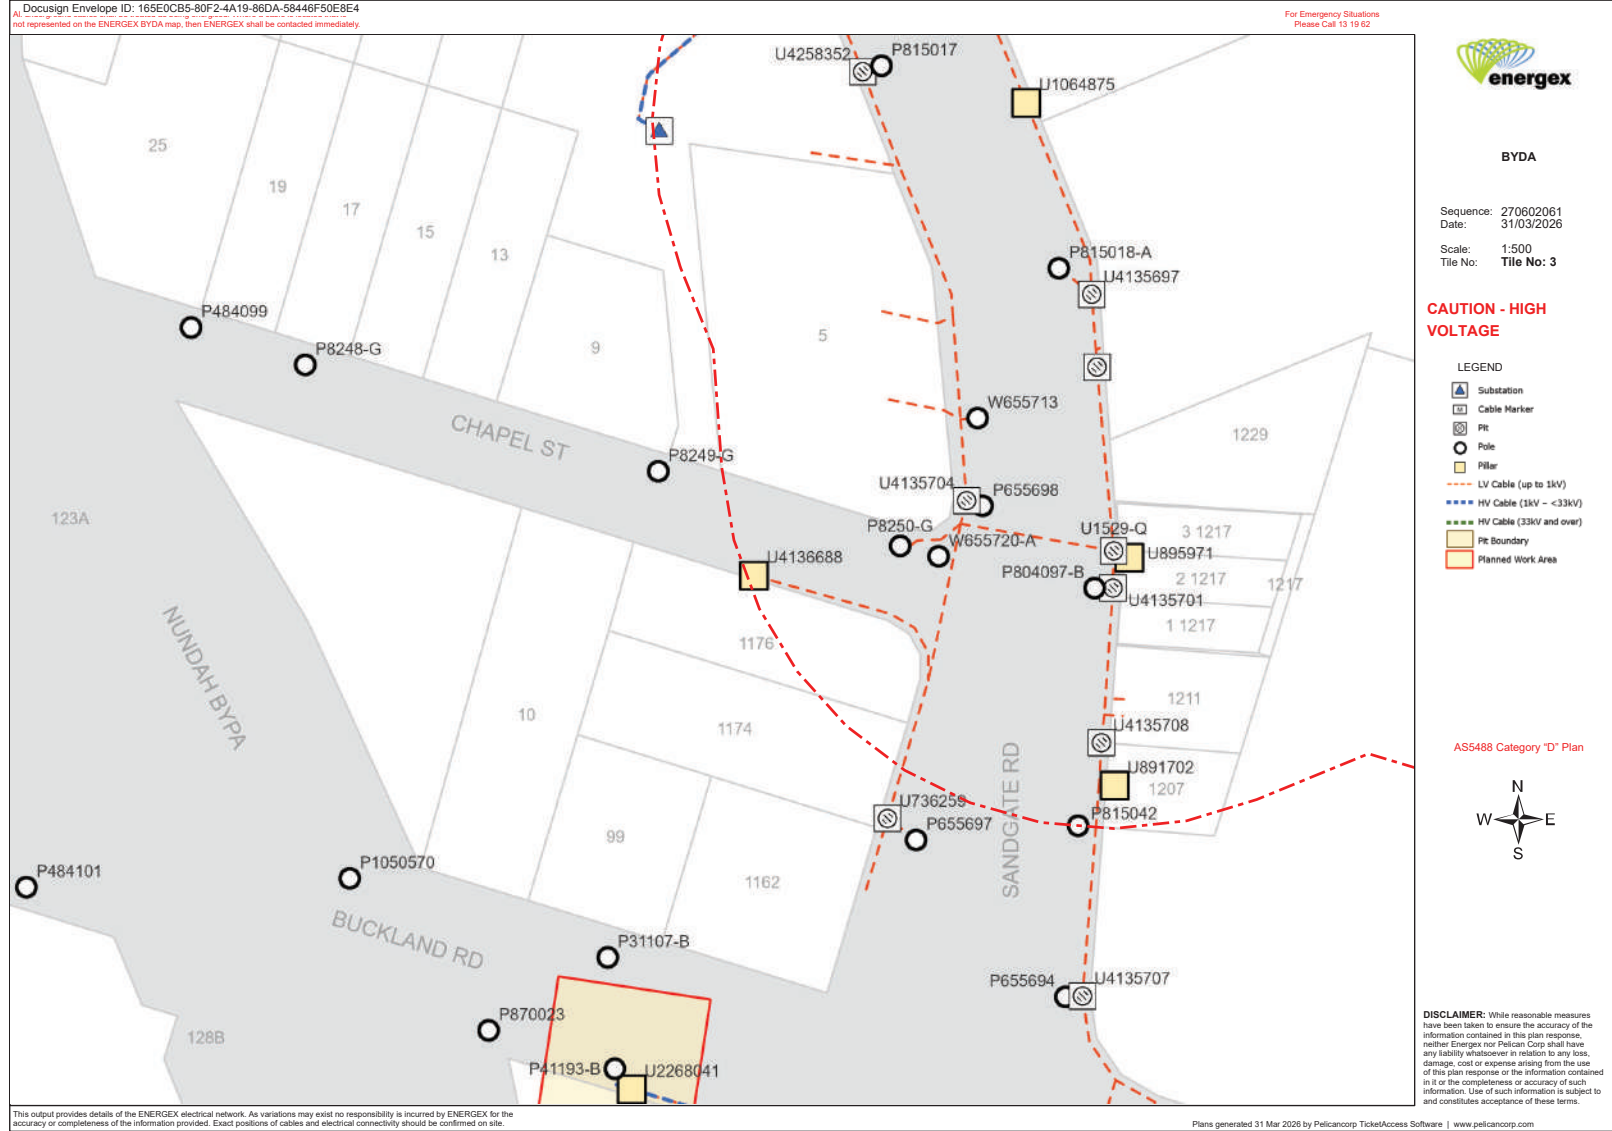 Docusign Envelope ID: 165E0CB5-80F2-4A19-86DA-58446F50E8E4
not represented on the ENERGEX BYDA map, then ENERGEX shall be contacted immediately.
For Emergency Situations
Please Call 13 19 62
energex
BYDA
Sequence: 270602061
Date: 31/03/2026
Scale: 1:500
Tile No: Tile No: 3
CAUTION - HIGH
VOLTAGE
LEGEND
Substation
M Cable Marker
Pit
Pole
Pillar
LV Cable (up to 1kV)
HV Cable (1kV - <33kV)
HV Cable (33kV and over)
Pit Boundary
Planned Work Area
AS5488 Category "D" Plan
N
W E
S
DISCLAIMER: While reasonable measures
have been taken to ensure the accuracy of the
information contained in this plan response,
neither Energex nor Pelican Corp shall have
any liability whatsoever in relation to any loss,
damage, cost or expense arising from the use
of this plan response or the information contained
in it or the completeness or accuracy of such
information. Use of such information is subject to
and constitutes acceptance of these terms.
U4258352
P815017
U1064875
25
19
17
15
13
P815018-A
U4135697
P484099
P8248-G
9
5
W655713
CHAPEL ST
1229
P8249-G
U4135704
P655698
123A
P8250-G
W655720-A
U1529-Q
3 1217
U895971
U4136688
P804097-B
2 1217
1217
U4135701
1 1217
NUNDAH BYPA
1176
10
1174
1211
U4135708
SANDGATE RD
U891702
1207
U736259
P655697
P815042
99
P484101
P1050570
1162
BUCKLAND RD
P31107-B
P655694
U4135707
P870023
128B
P41193-B
U2268041
This output provides details of the ENERGEX electrical network. As variations may exist no responsibility is incurred by ENERGEX for the
accuracy or completeness of the information provided. Exact positions of cables and electrical connectivity should be confirmed on site.
Plans generated 31 Mar 2026 by Pelicancorp TicketAccess Software | www.pelicancorp.com